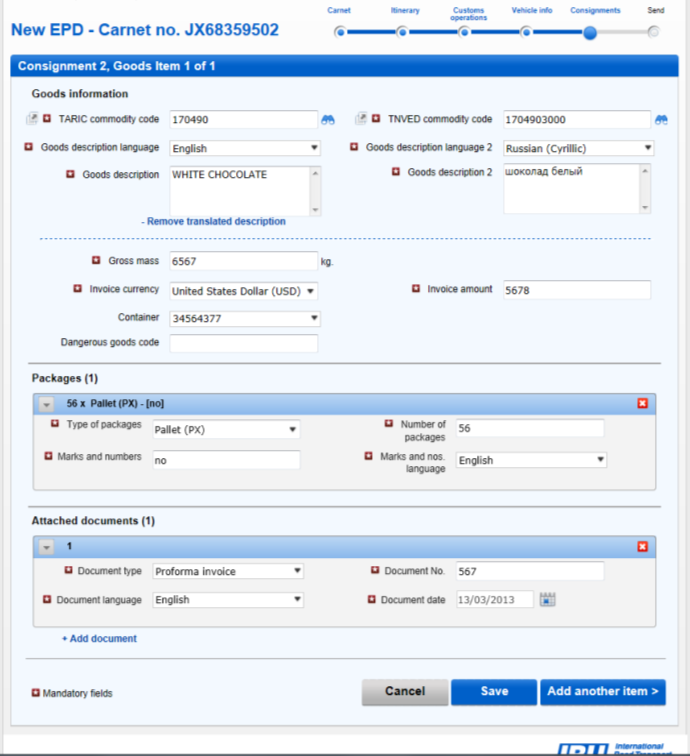 Carnet Itinerary Customs operations Vehicle info Consignments Send
New EPD - Carnet no. JX68359502
Consignment 2, Goods Item 1 of 1
Goods information
TARIC commodity code 170490 TNVED commodity code 1704903000
Goods description language English Goods description language 2 Russian (Cyrillic)
Goods description WHITE CHOCOLATE Goods description 2 шоколад белый
- Remove translated description
Gross mass 6567 kg.
Invoice currency United States Dollar (USD) Invoice amount 5678
Container 34564377
Dangerous goods code
Packages (1)
56 x Pallet (PX) - [no]
Type of packages Pallet (PX) Number of packages 56
Marks and numbers no Marks and nos. language English
Attached documents (1)
1
Document type Proforma invoice Document No. 567
Document language English Document date 13/03/2013
+ Add document
Mandatory fields Cancel Save Add another item >
IRU International
Road Transport